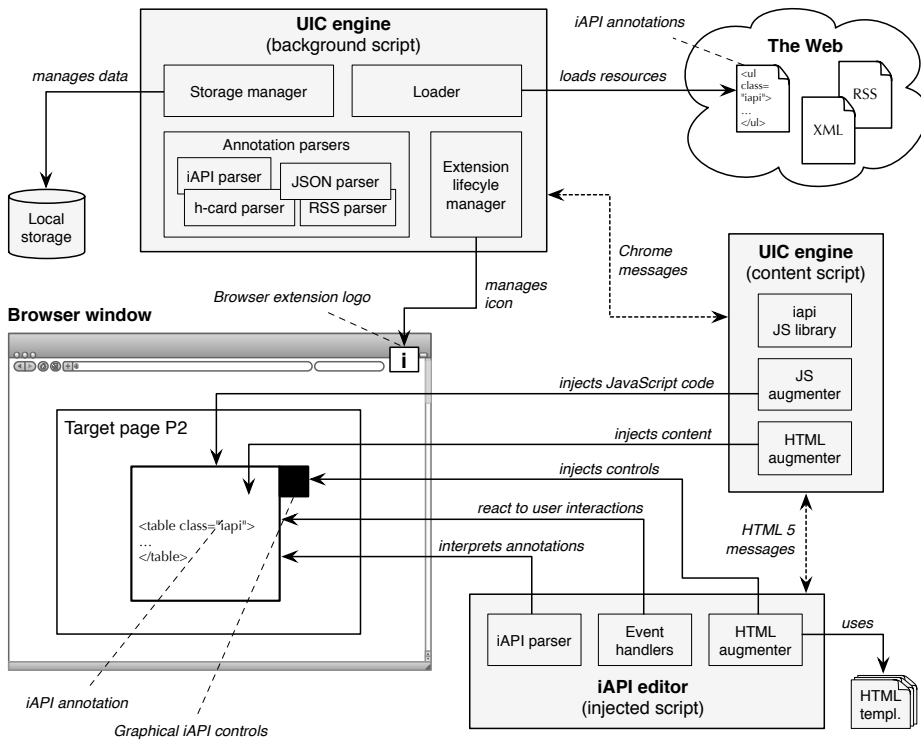 UIC engine
(background script)
Storage manager
Loader
Annotation parsers
iAPI parser
JSON parser
h-card parser
RSS parser
Extension
lifecyle
manager
manages data
Local
storage
loads resources
iAPI annotations
The Web
<ul
class=
"iapi">
...
</ul>
RSS
XML
Chrome
messages
manages
icon
Browser extension logo
Browser window
i
UIC engine
(content script)
iapi
JS library
JS
augmenter
HTML
augmenter
injects JavaScript code
injects content
injects controls
react to user interactions
interprets annotations
Target page P2
<table class="iapi">
...
</table>
HTML 5
messages
iAPI parser
Event
handlers
HTML
augmenter
iAPI editor
(injected script)
uses
HTML
templ.
iAPI annotation
Graphical iAPI controls